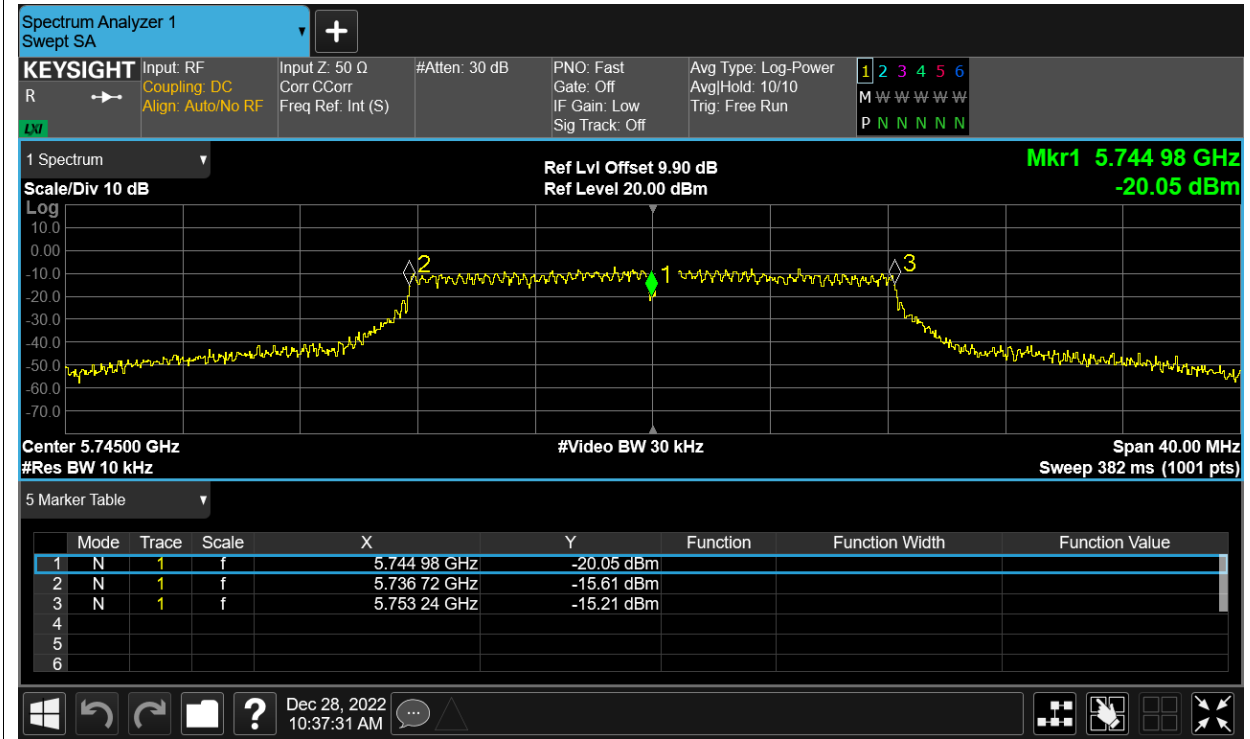 Spectrum Analyzer 1
Swept SA
+
KEYSIGHT Input: RF Input Z: 50 Ω #Atten: 30 dB PNO: Fast Avg Type: Log-Power 1 2 3 4 5 6
R Coupling: DC Corr CCorr Gate: Off Avg|Hold: 10/10 M W W W W W
Align: Auto/No RF Freq Ref: Int (S) IF Gain: Low Trig: Free Run
LXI Sig Track: Off P N N N N N
1 Spectrum Ref Lvl Offset 9.90 dB Mkr1 5.744 98 GHz
Scale/Div 10 dB Ref Level 20.00 dBm -20.05 dBm
Log
10.0
0.00
2 3
-10.0 1
-20.0
-30.0
-40.0
-50.0
-60.0
-70.0
Center 5.74500 GHz #Video BW 30 kHz Span 40.00 MHz
#Res BW 10 kHz Sweep 382 ms (1001 pts)
5 Marker Table
Mode Trace Scale X Y Function Function Width Function Value
1 N 1 f 5.744 98 GHz -20.05 dBm
2 N 1 f 5.736 72 GHz -15.61 dBm
3 N 1 f 5.753 24 GHz -15.21 dBm
4
5
6
? Dec 28, 2022
10:37:31 AM